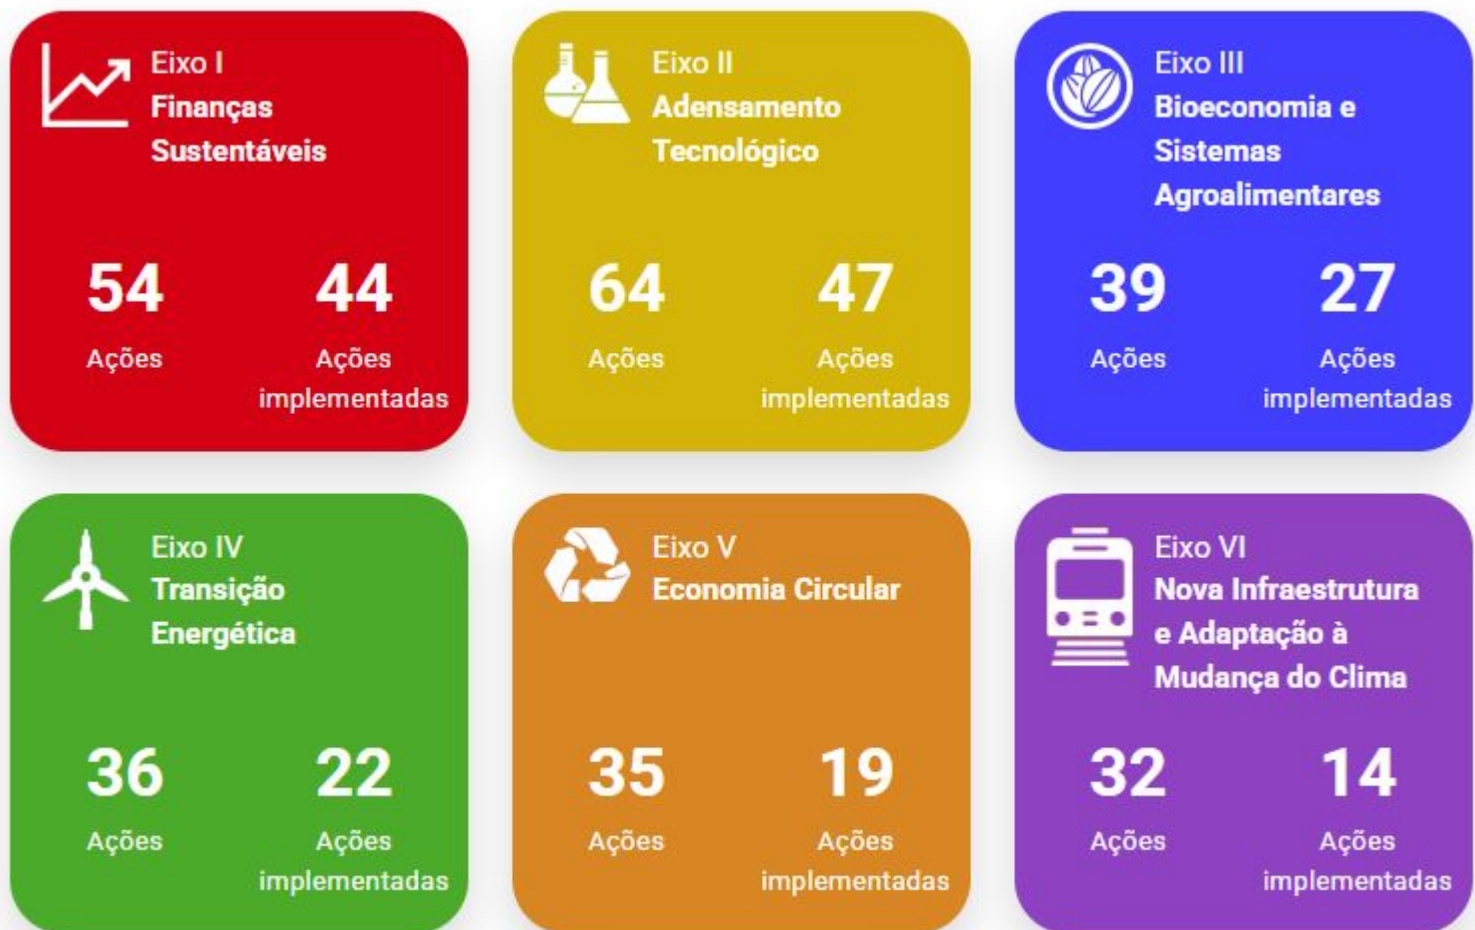 Eixo I
Finanças
Sustentáveis
54
Ações
44
Ações
implementadas
Eixo II
Adensamento
Tecnológico
64
Ações
47
Ações
implementadas
Eixo III
Bioeconomia e
Sistemas
Agroalimentares
39
Ações
27
Ações
implementadas
Eixo IV
Transição
Energética
36
Ações
22
Ações
implementadas
Eixo V
Economia Circular
35
Ações
19
Ações
implementadas
Eixo VI
Nova Infraestrutura
e Adaptação à
Mudança do Clima
32
Ações
14
Ações
implementadas